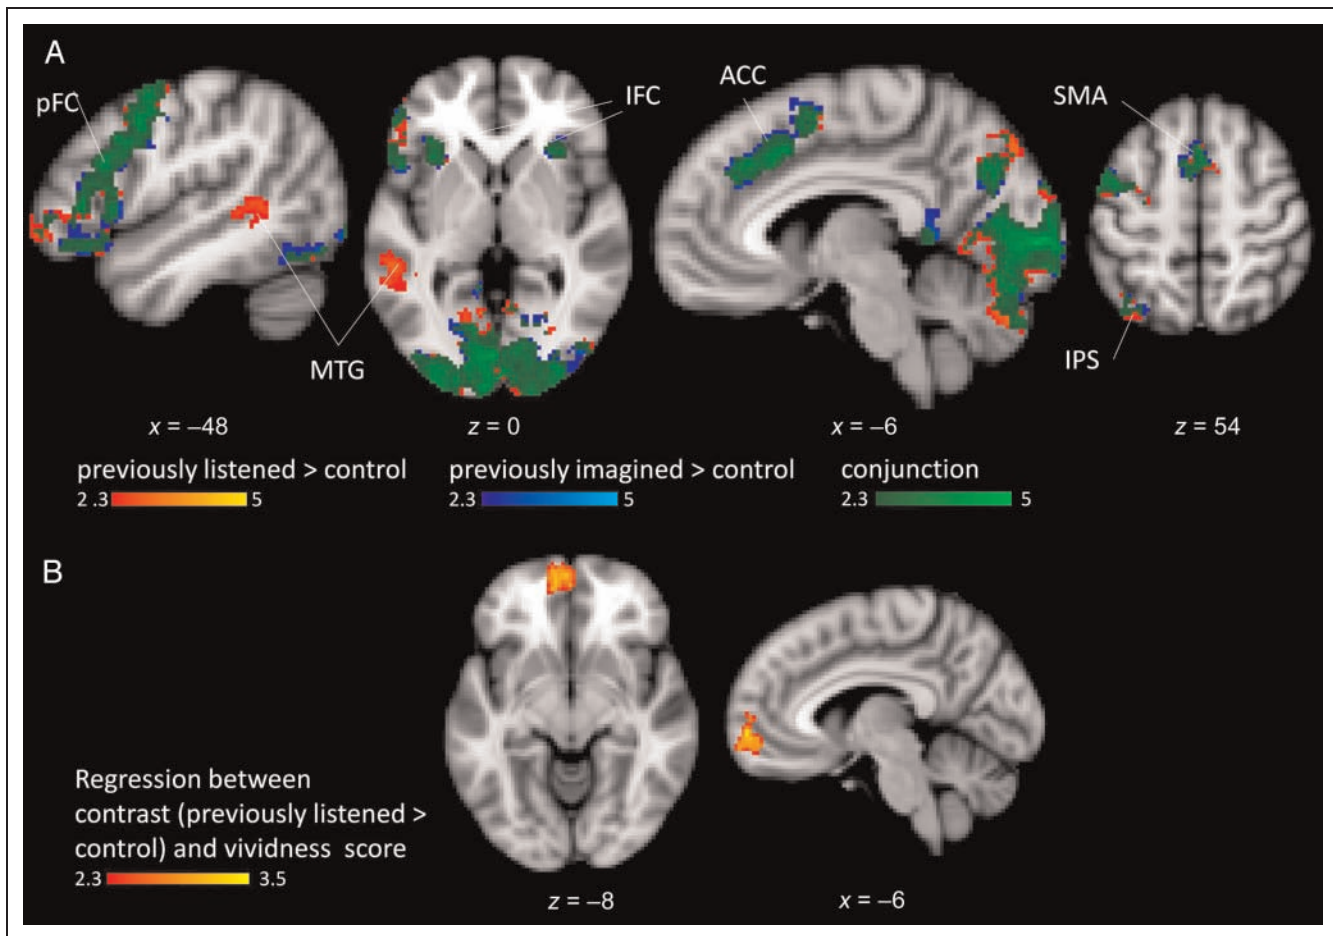 A
pFC
IFC
ACC
SMA
MTG
IPS
x = –48
z = 0
x = –6
z = 54
previously listened > control
2 .3 5
previously imagined > control
2.3 5
conjunction
2.3 5
B
Regression between
contrast (previously listened >
control) and vividness score
2.3 3.5
z = –8
x = –6